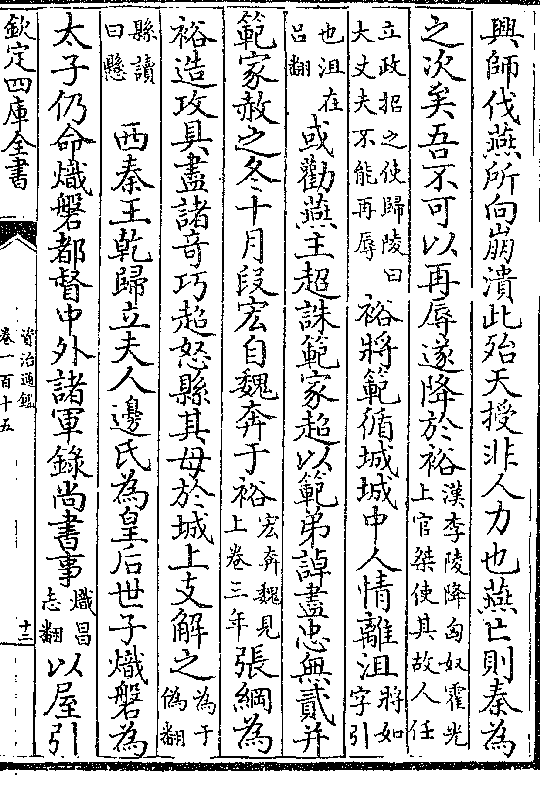 興師伐燕所向崩潰此殆天授非人力也燕亡則秦為
之次矣吾不可以再辱遂降於裕漢李陵降匈奴霍光上官桀使其故人任
立政招之使歸陵曰大丈夫不能再辱裕將範循城城中人情離沮將如字引
也沮在呂翻或勸燕主超誅範家超以範弟諄盡忠無貳并
範家赦之冬十月段宏自魏奔于裕宏奔魏見上卷三年張綱為
裕造攻具盡諸奇巧超怒縣其母於城上支解之為于偽翻
縣讀曰懸 西秦王乾歸立夫人邊氏為皇后世子熾磐為
太子仍命熾磐都督中外諸軍錄尚書事熾昌志翻以屋引
欽定四庫全書
資治通鑑
卷一百十五
十二